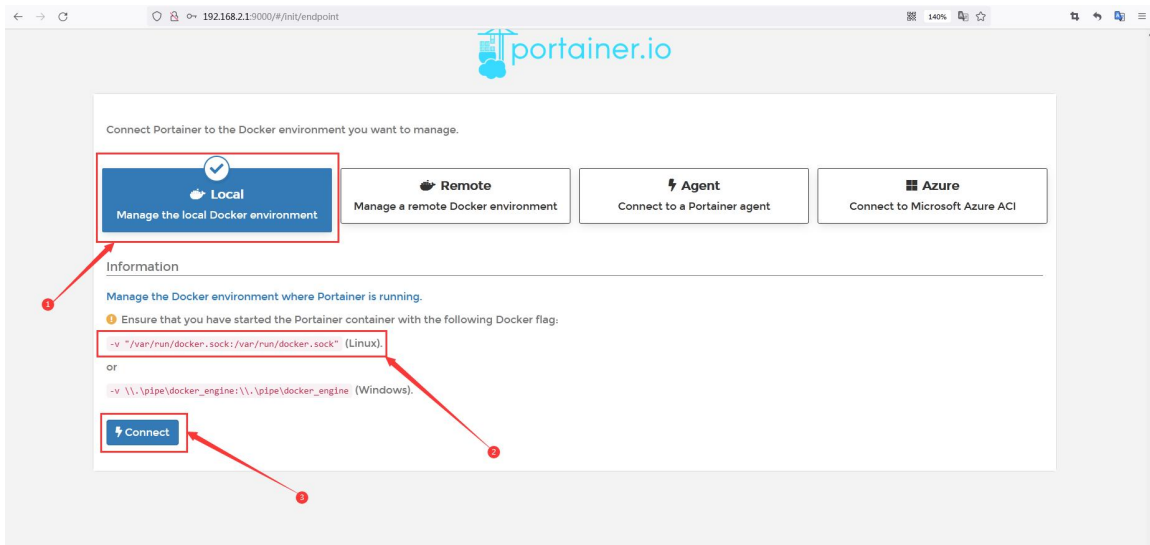 192.168.2.1:9000/#/init/endpoint
140%
portainer.io
Connect Portainer to the Docker environment you want to manage.
Local
Manage the local Docker environment
Remote
Manage a remote Docker environment
Agent
Connect to a Portainer agent
Azure
Connect to Microsoft Azure ACI
Information
1
Manage the Docker environment where Portainer is running.
Ensure that you have started the Portainer container with the following Docker flag:
-v "/var/run/docker.sock:/var/run/docker.sock" (Linux).
or
-v \\.\pipe\docker_engine:\\.\pipe\docker_engine (Windows).
Connect
2
3